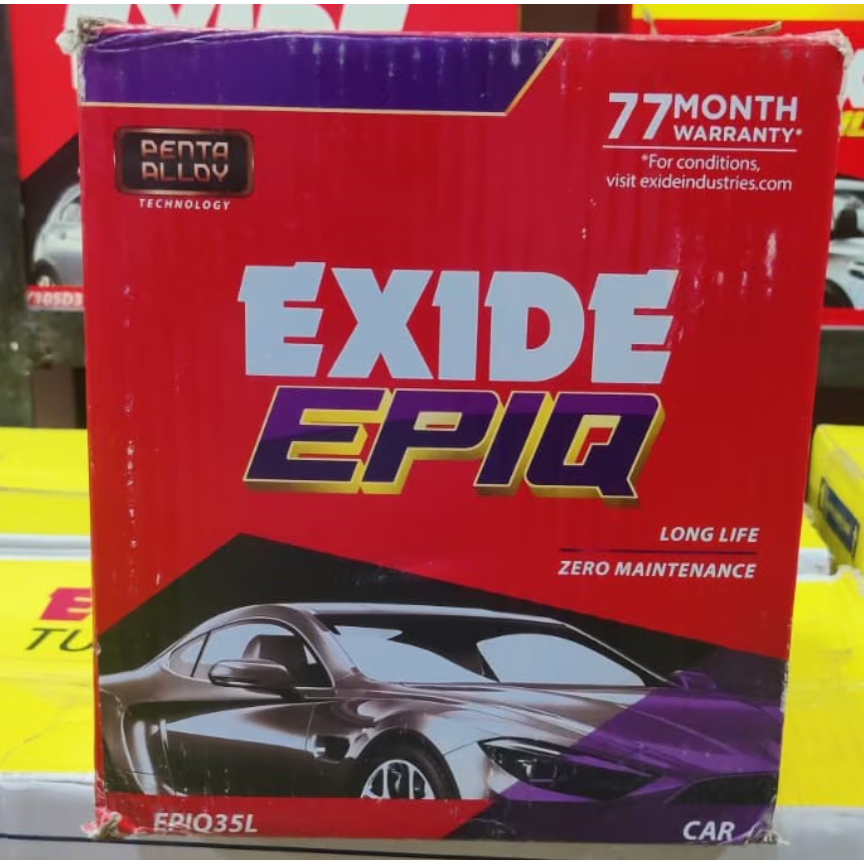 PENTA
ALLOY
TECHNOLOGY
77 MONTH
WARRANTY*
*For conditions,
visit exideindustries.com
EXIDE
EPIQ
LONG LIFE
ZERO MAINTENANCE
EPIQ35L
CAR